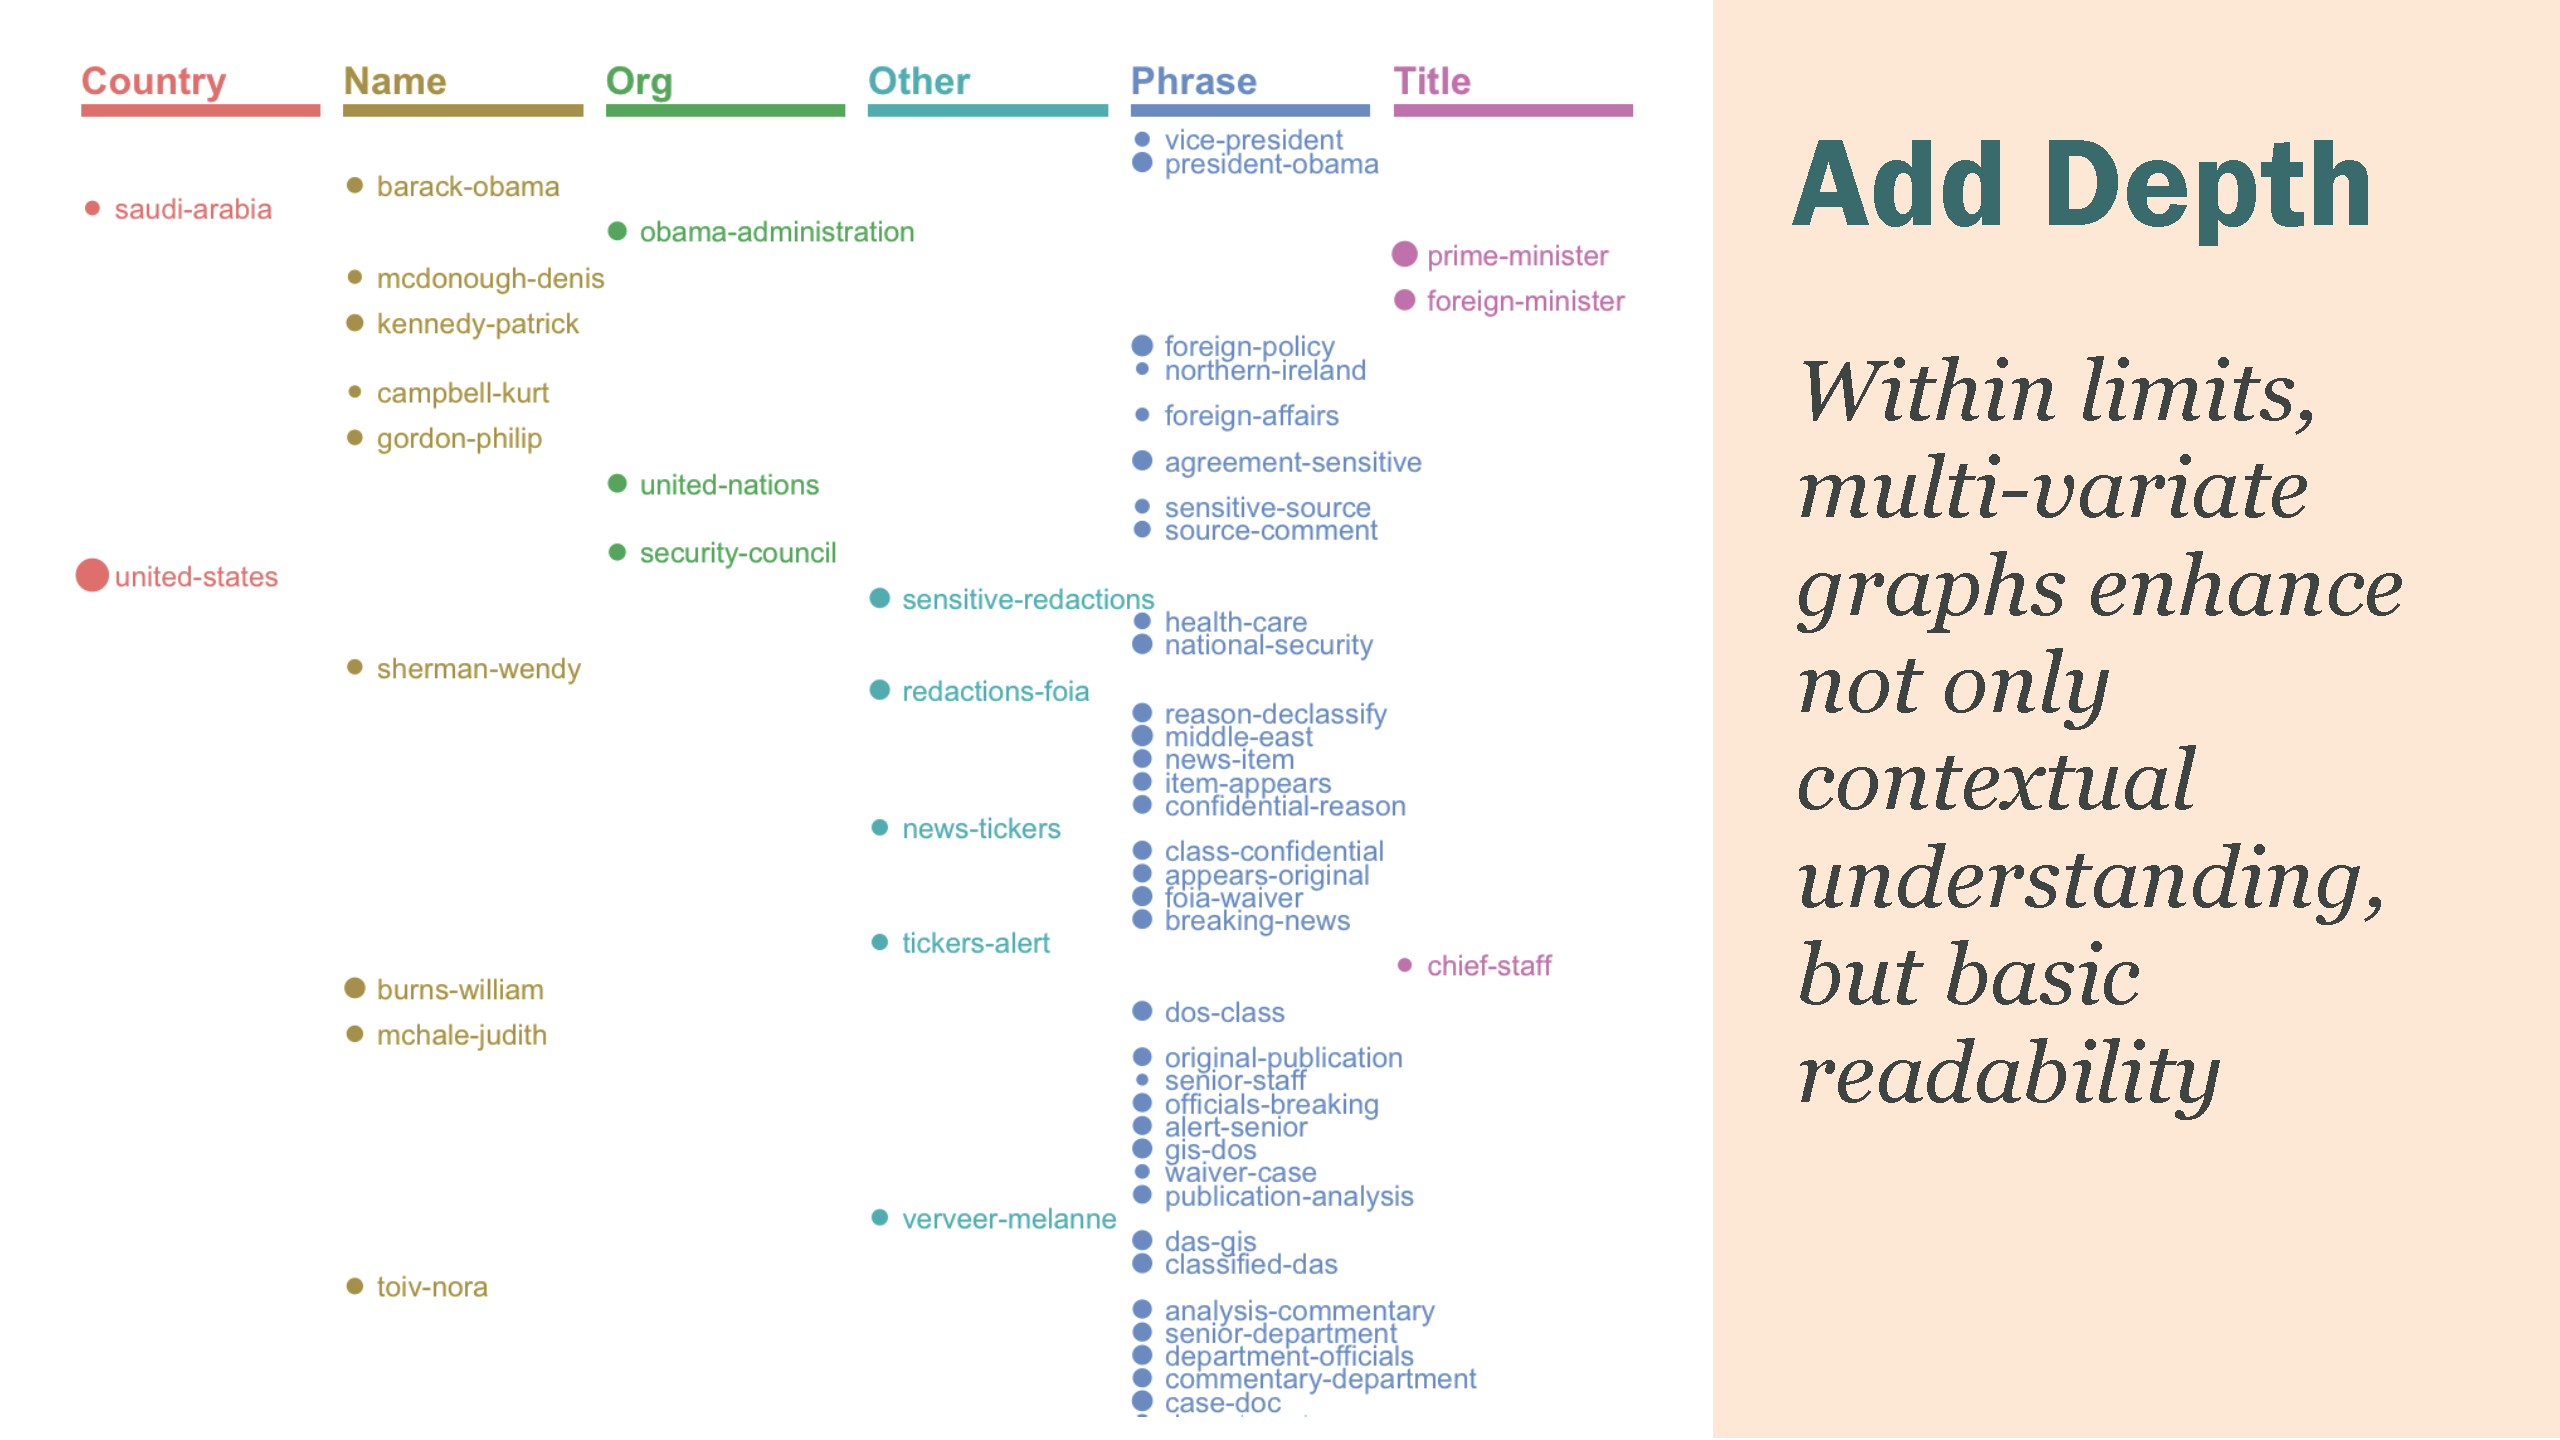 Country Name Org Other Phrase Title
vice-president
president-obama
barack-obama
saudi-arabia
obama-administration
prime-minister
mcdonough-denis
foreign-minister
kennedy-patrick
foreign-policy
northern-ireland
campbell-kurt
foreign-affairs
gordon-philip
agreement-sensitive
united-nations
sensitive-source
source-comment
security-council
united-states
sensitive-redactions
health-care
national-security
sherman-wendy
redactions-foia
reason-declassify
middle-east
news-item
item-appears
confidential-reason
news-tickers
class-confidential
appears-original
foia-waiver
breaking-news
tickers-alert
chief-staff
burns-william
dos-class
mchale-judith
original-publication
senior-staff
officials-breaking
alert-senior
gis-dos
waiver-case
publication-analysis
verveer-melanne
das-gis
classified-das
toiv-nora
analysis-commentary
senior-department
department-officials
commentary-department
case-doc
Add Depth
Within limits,
multi-variate
graphs enhance
not only
contextual
understanding,
but basic
readability